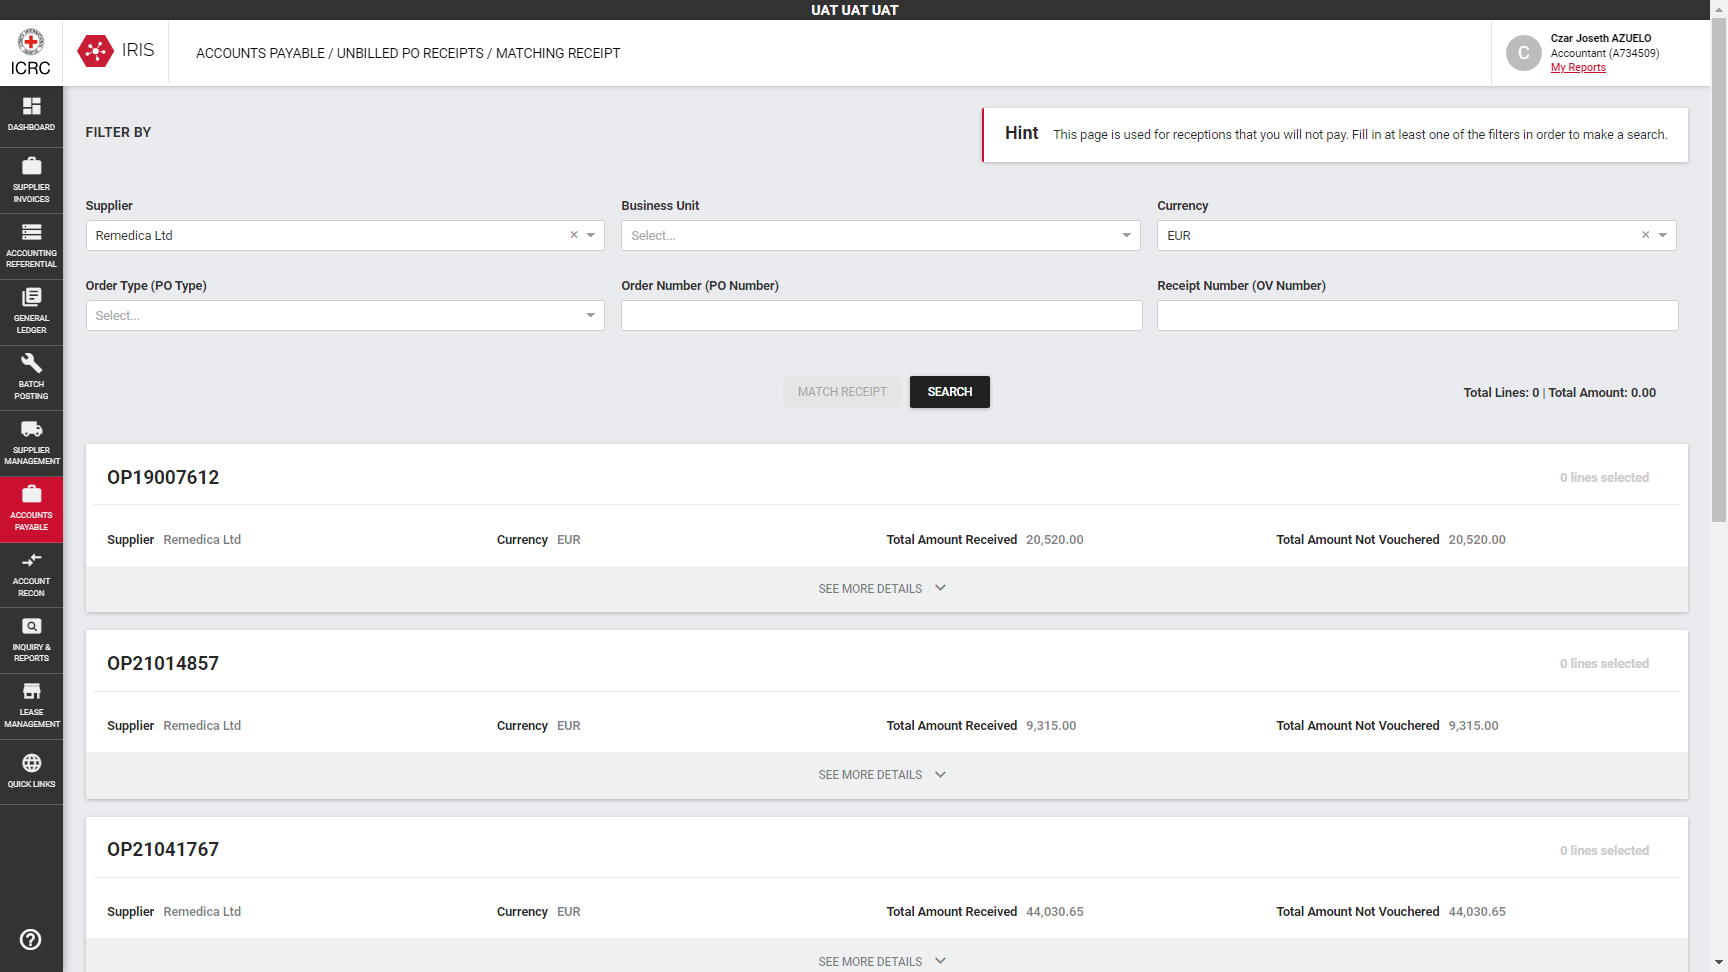 UAT UAT UAT
ICRC
IRIS
ACCOUNTS PAYABLE / UNBILLED PO RECEIPTS / MATCHING RECEIPT
C
Czar Joseth AZUELO
Accountant (A734509)
My Reports
DASHBOARD
SUPPLIER
INVOICES
ACCOUNTING
REFERENTIAL
GENERAL
LEDGER
BATCH
POSTING
SUPPLIER
MANAGEMENT
ACCOUNTS
PAYABLE
ACCOUNT
RECON
INQUIRY &
REPORTS
LEASE
MANAGEMENT
QUICK LINKS
FILTER BY
Hint This page is used for receptions that you will not pay. Fill in at least one of the filters in order to make a search.
Supplier Business Unit Currency
Remedica Ltd × Select... EUR ×
Order Type (PO Type) Order Number (PO Number) Receipt Number (OV Number)
Select...
MATCH RECEIPT SEARCH Total Lines: 0 | Total Amount: 0.00
OP19007612 0 lines selected
Supplier Remedica Ltd Currency EUR Total Amount Received 20,520.00 Total Amount Not Vouchered 20,520.00
SEE MORE DETAILS
OP21014857 0 lines selected
Supplier Remedica Ltd Currency EUR Total Amount Received 9,315.00 Total Amount Not Vouchered 9,315.00
SEE MORE DETAILS
OP21041767 0 lines selected
Supplier Remedica Ltd Currency EUR Total Amount Received 44,030.65 Total Amount Not Vouchered 44,030.65
SEE MORE DETAILS